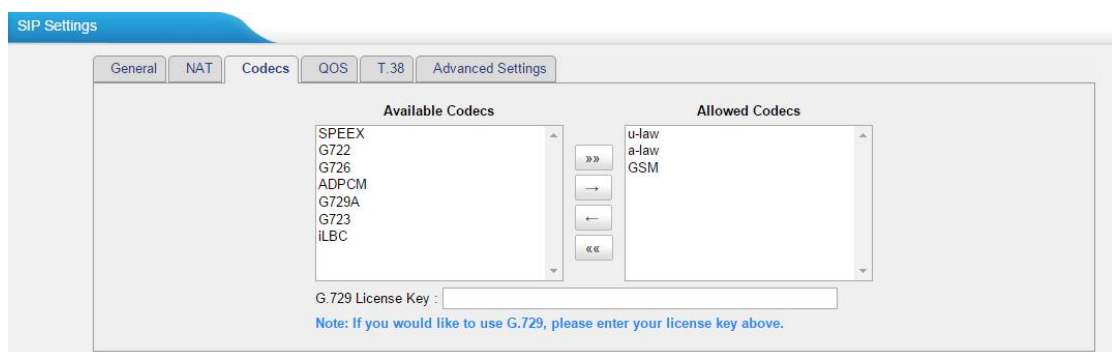 SIP Settings
General NAT Codecs QOS T.38 Advanced Settings
Available Codecs
SPEEX
G722
G726
ADPCM
G729A
G723
iLBC
»»
→
←
««
Allowed Codecs
u-law
a-law
GSM
G.729 License Key :
Note: If you would like to use G.729, please enter your license key above.